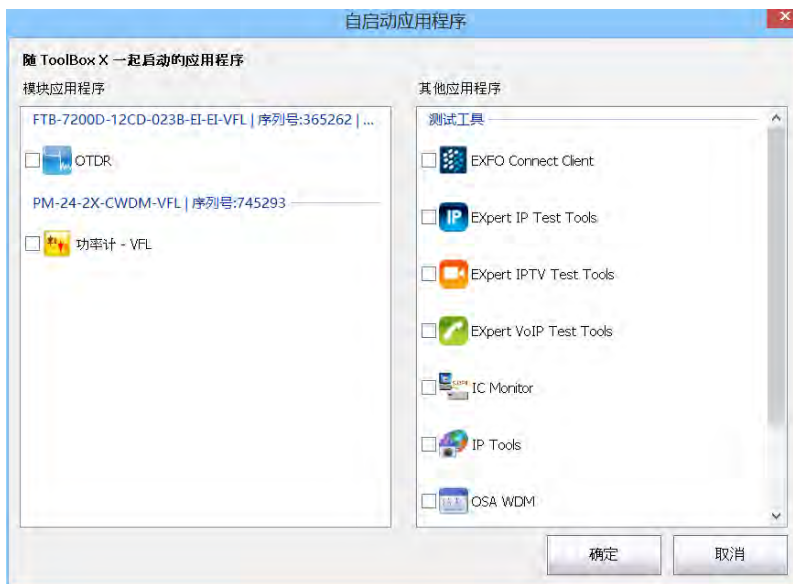 自启动应用程序
随 ToolBox X 一起启动的应用程序
模块应用程序
FTB-7200D-12CD-023B-EI-EI-VFL | 序列号:365262 | ...
OTDR
PM-24-2X-CWDM-VFL | 序列号:745293
功率计 - VFL
其他应用程序
测试工具
EXFO Connect Client
IP
EXpert IP Test Tools
EXpert IPTV Test Tools
EXpert VoIP Test Tools
IC Monitor
IP Tools
OSA WDM
确定
取消